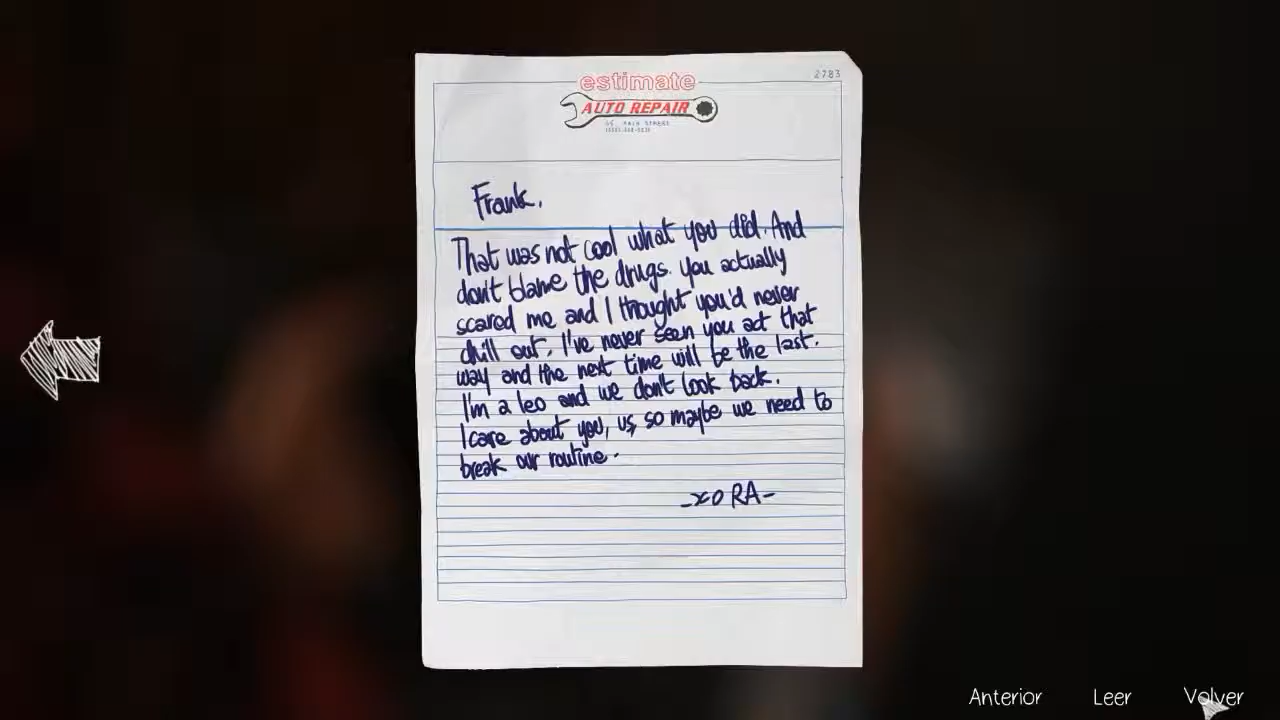 estimate
2783
AUTO REPAIR
Frank,
That was not cool what you did. And
don't blame the drugs. You actually
scared me and I thought you'd never
chill out. I've never seen you act that
way and the next time will be the last.
I'm a leo and we don't look back.
I care about you, us, so maybe we need to
break our routine.
-xo RA-
Anterior
Leer
Volver